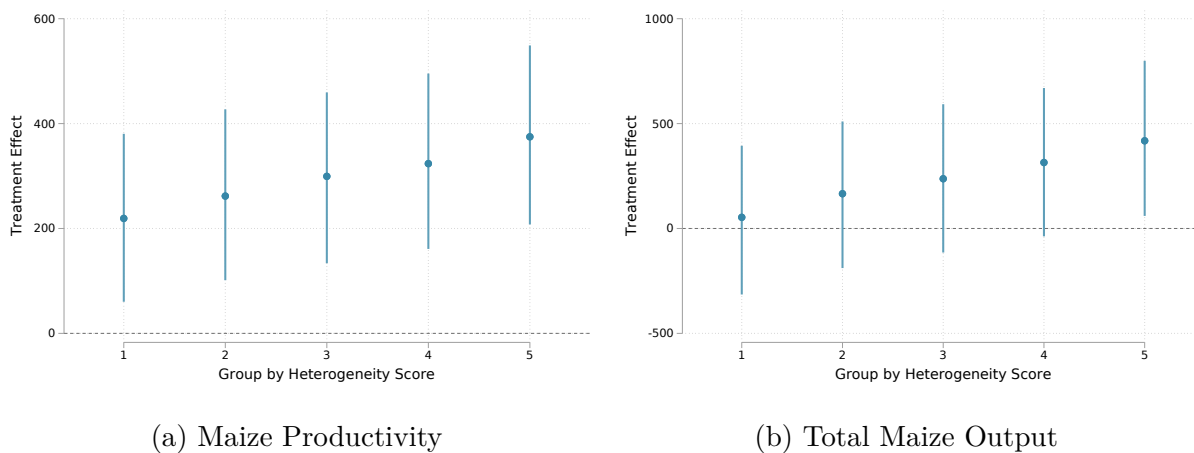 600
400
200
0
Treatment Effect
1 2 3 4 5
Group by Heterogeneity Score
(a) Maize Productivity
1000
500
0
-500
Treatment Effect
1 2 3 4 5
Group by Heterogeneity Score
(b) Total Maize Output